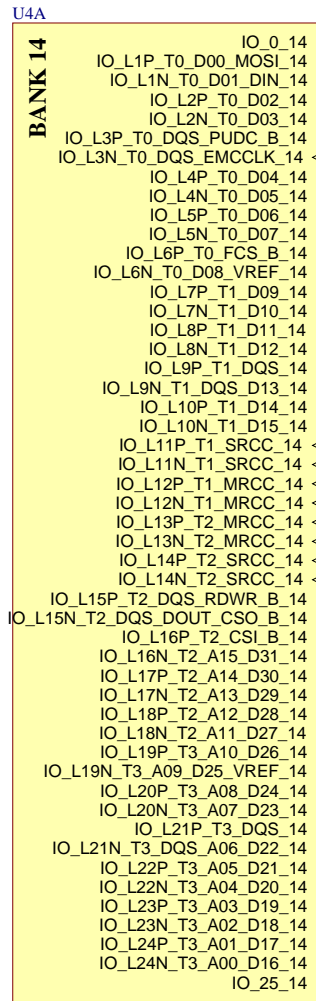 U4A
BANK 14
IO_0_14
IO_L1P_T0_D00_MOSI_14
IO_L1N_T0_D01_DIN_14
IO_L2P_T0_D02_14
IO_L2N_T0_D03_14
IO_L3P_T0_DQS_PUDC_B_14
IO_L3N_T0_DQS_EMCCLK_14
IO_L4P_T0_D04_14
IO_L4N_T0_D05_14
IO_L5P_T0_D06_14
IO_L5N_T0_D07_14
IO_L6P_T0_FCS_B_14
IO_L6N_T0_D08_VREF_14
IO_L7P_T1_D09_14
IO_L7N_T1_D10_14
IO_L8P_T1_D11_14
IO_L8N_T1_D12_14
IO_L9P_T1_DQS_14
IO_L9N_T1_DQS_D13_14
IO_L10P_T1_D14_14
IO_L10N_T1_D15_14
IO_L11P_T1_SRCC_14
IO_L11N_T1_SRCC_14
IO_L12P_T1_MRCC_14
IO_L12N_T1_MRCC_14
IO_L13P_T2_MRCC_14
IO_L13N_T2_MRCC_14
IO_L14P_T2_SRCC_14
IO_L14N_T2_SRCC_14
IO_L15P_T2_DQS_RDWR_B_14
IO_L15N_T2_DQS_DOUT_CSO_B_14
IO_L16P_T2_CSI_B_14
IO_L16N_T2_A15_D31_14
IO_L17P_T2_A14_D30_14
IO_L17N_T2_A13_D29_14
IO_L18P_T2_A12_D28_14
IO_L18N_T2_A11_D27_14
IO_L19P_T3_A10_D26_14
IO_L19N_T3_A09_D25_VREF_14
IO_L20P_T3_A08_D24_14
IO_L20N_T3_A07_D23_14
IO_L21P_T3_DQS_14
IO_L21N_T3_DQS_A06_D22_14
IO_L22P_T3_A05_D21_14
IO_L22N_T3_A04_D20_14
IO_L23P_T3_A03_D19_14
IO_L23N_T3_A02_D18_14
IO_L24P_T3_A01_D17_14
IO_L24N_T3_A00_D16_14
IO_25_14